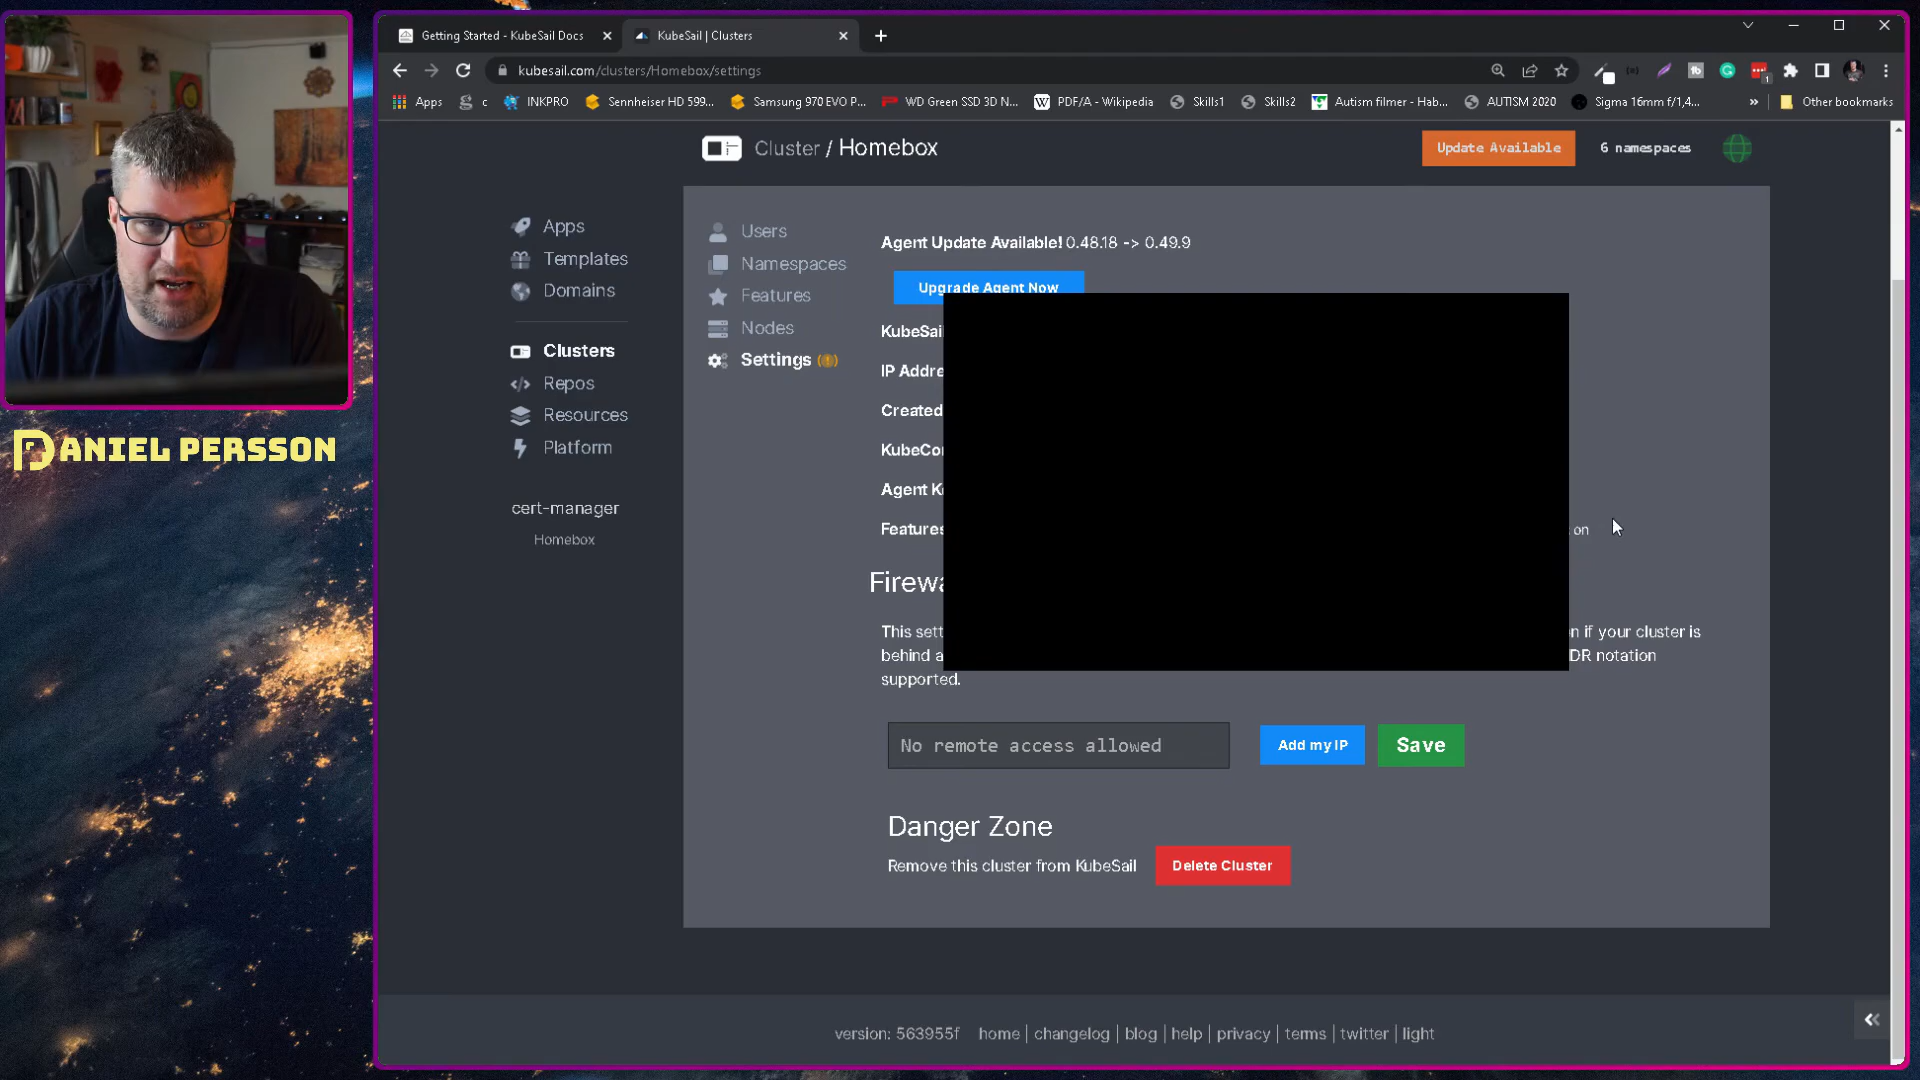 Getting Started - KubeSail Docs
KubeSail | Clusters
kubesail.com/clusters/Homebox/settings
Apps
c
INKPRO
Sennheiser HD 599...
Samsung 970 EVO P...
WD Green SSD 3D N...
PDF/A - Wikipedia
Skills1
Skills2
Autism filmer - Hab...
AUTISM 2020
Sigma 16mm f/1,4...
»
Other bookmarks
Cluster / Homebox
Update Available
6 namespaces
Apps
Templates
Domains
Clusters
Repos
Resources
Platform
cert-manager
Homebox
Users
Namespaces
Features
Nodes
Settings
Agent Update Available! 0.48.18 -> 0.49.9
Upgrade Agent Now
KubeSai
IP Addre
Created
KubeCo
Agent K
Features
on
Firewa
This sett
n if your cluster is
behind a
DR notation
supported.
No remote access allowed
Add my IP
Save
Danger Zone
Remove this cluster from KubeSail
Delete Cluster
version: 563955f
home | changelog | blog | help | privacy | terms | twitter | light
DANIEL PERSSON